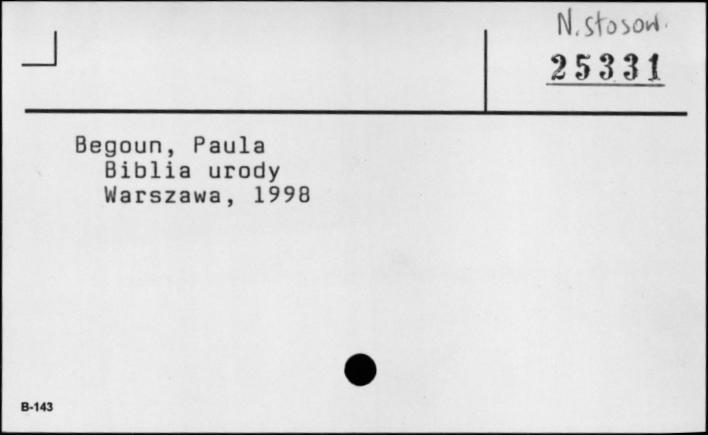 N. stosow.
25331
Begoun, Paula
Biblia urody
Warszawa, 1998
B-143